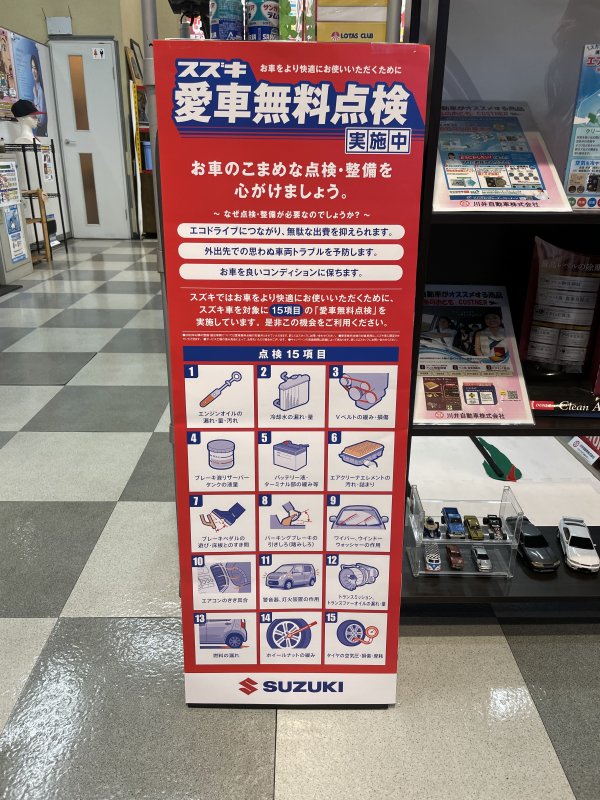 LOTAS CLUB
スズキ
お車をより快適にお使いいただくために
愛車無料点検
実施中
お車のこまめな点検・整備を
心がけましょう。
～ なぜ点検・整備が必要なのでしょうか？ ～
エコドライブにつながり、無駄な出費を抑えられます。
外出先での思わぬ車両トラブルを予防します。
お車を良いコンディションに保ちます。
スズキではお車をより快適にお使いいただくために、
スズキ車を対象に 15項目 の「愛車無料点検」を
実施しています。是非この機会をご利用ください。
点検 15 項目
1
エンジンオイルの
漏れ・量・汚れ
2
冷却水の漏れ・量
3
Vベルトの緩み・損傷
4
ブレーキ液リザーバー
タンクの液量
5
バッテリー液・
ターミナル部の緩み等
6
エアクリーナエレメントの
汚れ・詰まり
7
ブレーキペダルの
遊び・床板とのすき間
8
パーキングブレーキの
引きしろ(踏みしろ)
9
ワイパー、ウインドー
ウォッシャーの作用
10
エアコンのきき具合
11
警音器、灯火装置の作用
12
トランスミッション、
トランスファーオイルの漏れ・量
13
燃料の漏れ
14
ホイールナットの緩み
15
タイヤの空気圧・損傷・摩耗
SUZUKI
川井自動車株式会社
川井自動車株式会社
Clean A